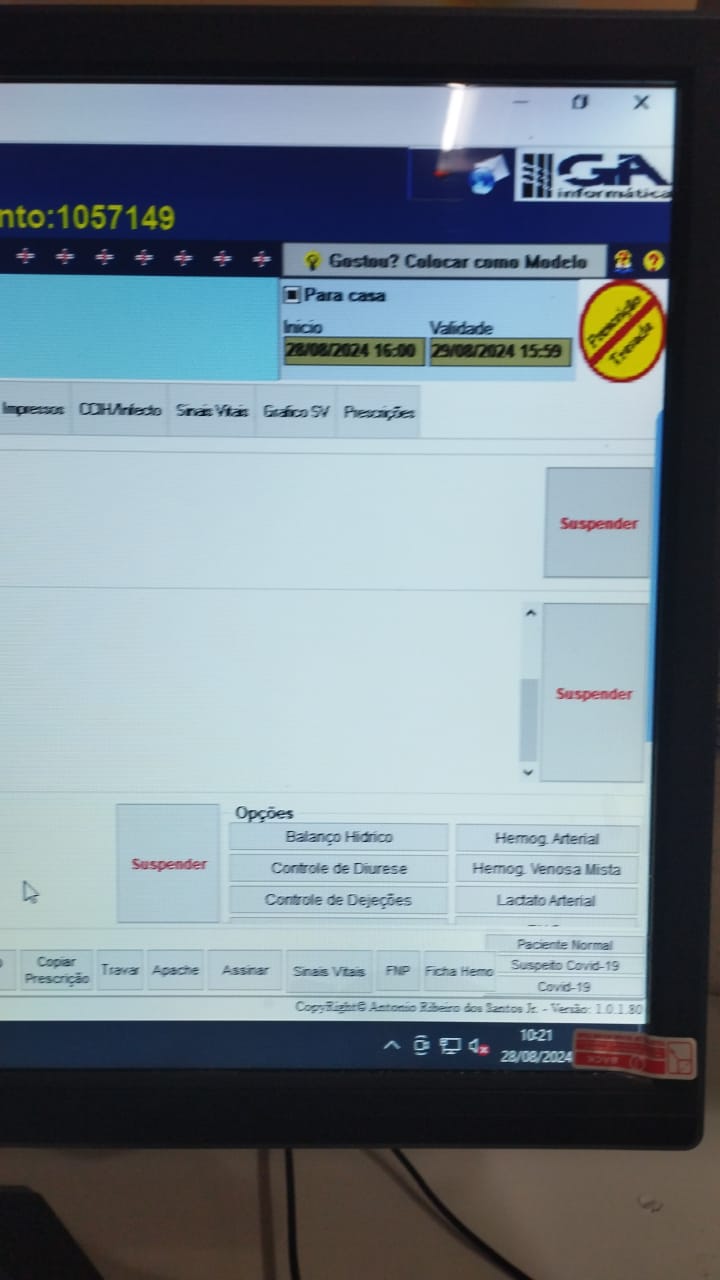 GA
informática
nto:1057149
Gostou? Colocar como Modelo
Para casa
Início
Validade
28/08/2024 16:00
29/08/2024 15:59
Prescrição
Travada
Impressos
CCIH/Infecto
Sinais Vitais
Grafico SV
Prescrições
Suspender
Suspender
Suspender
Opções
Balanço Hídrico
Hemog. Arterial
Controle de Diurese
Hemog. Venosa Mista
Controle de Dejeções
Lactato Arterial
Copiar
Prescrição
Travar
Apache
Assinar
Sinais Vitais
FNP
Ficha Hemo
Paciente Normal
Suspeito Covid-19
Covid-19
CopyRight© Antonio Ribeiro dos Santos Jr. - Versão: 1.0.1.80
10:21
28/08/2024